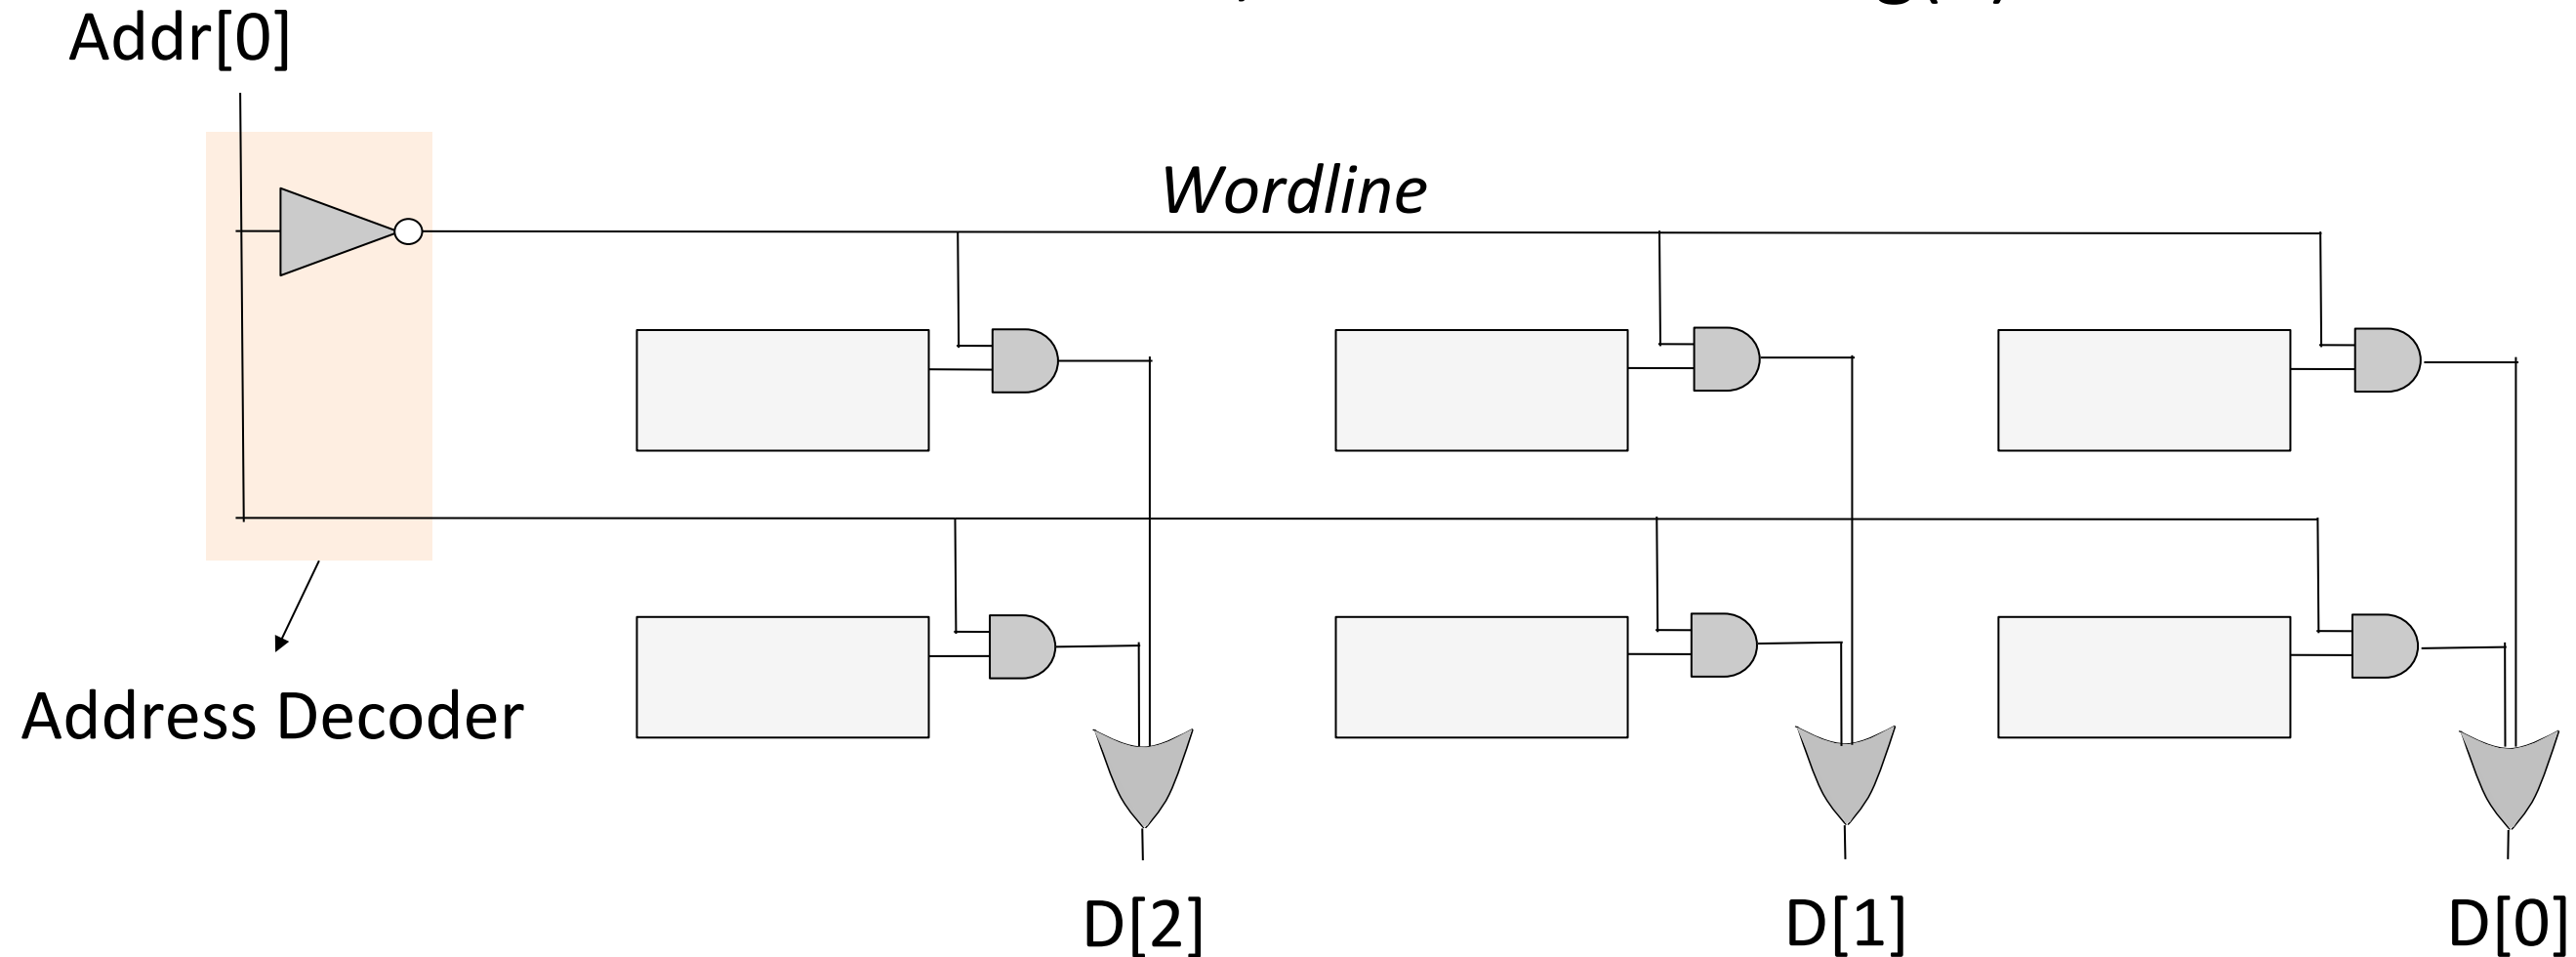 Addr[0]
Wordline
Address Decoder
D[2]
D[1]
D[0]